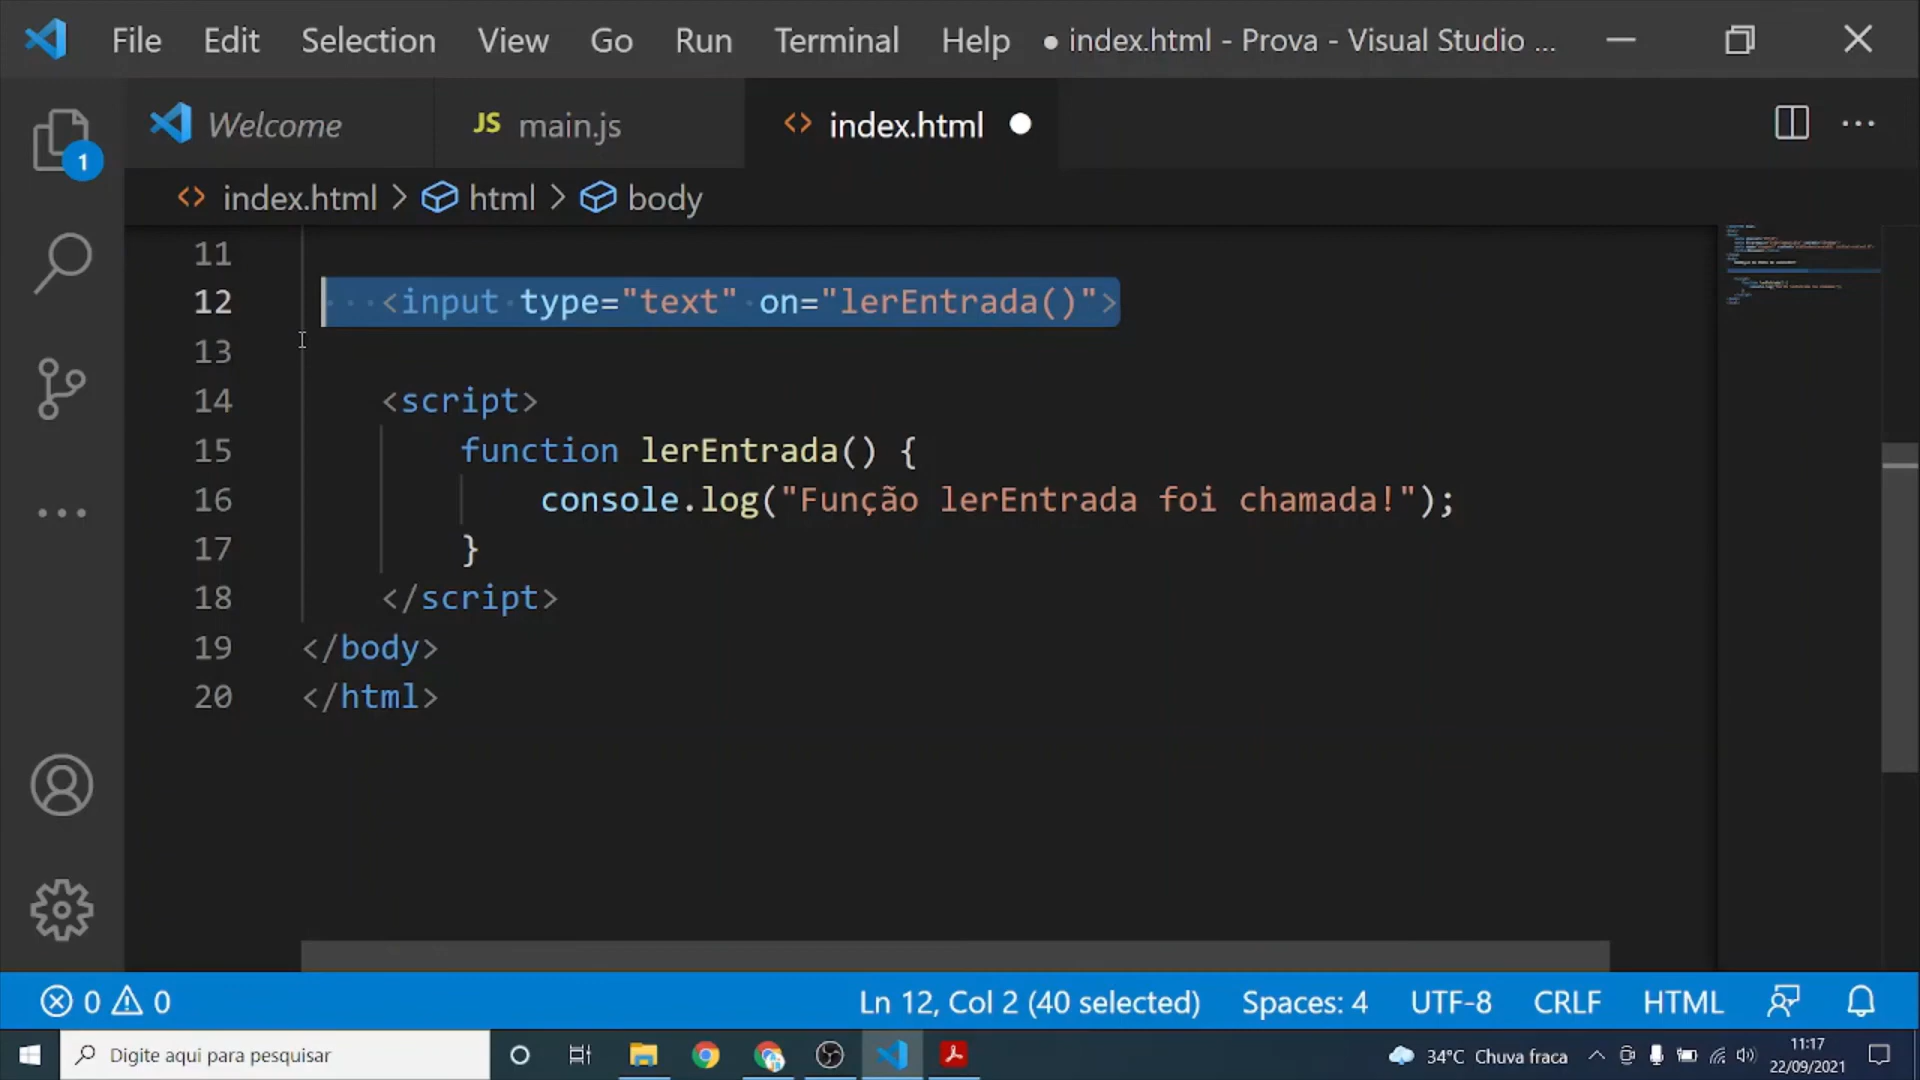 File Edit Selection View Go Run Terminal Help ● index.html - Prova - Visual Studio ...
Welcome JS main.js <> index.html ●
1
<> index.html > html > body
11
12 <input type="text" on="lerEntrada()">
13
14 <script>
15 function lerEntrada() {
16 console.log("Função lerEntrada foi chamada!");
17 }
18 </script>
19 </body>
20 </html>
0 0 Ln 12, Col 2 (40 selected) Spaces: 4 UTF-8 CRLF HTML
Digite aqui para pesquisar 34°C Chuva fraca 11:17
22/09/2021